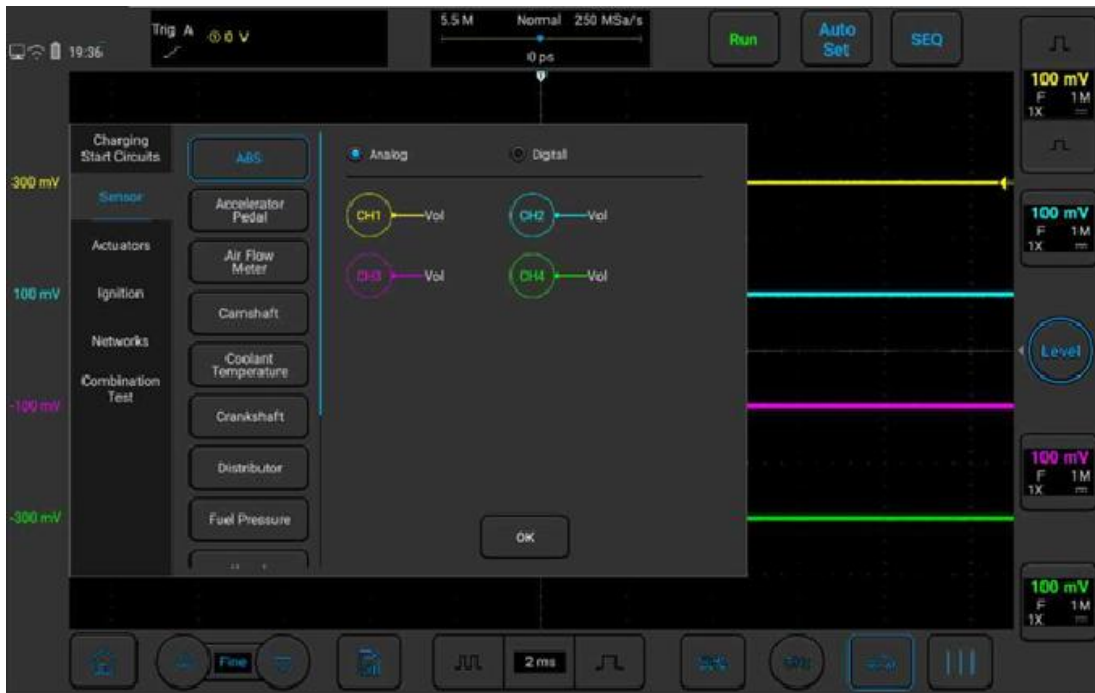 19:36
Trig A
0 V
5.5 M Normal 250 MSa/s
0 ps
Run
Auto
Set
SEQ
100 mV
F 1M
1X
300 mV
100 mV
-100 mV
-300 mV
Charging
Start Circuits
Sensor
Actuators
Ignition
Networks
Combination
Test
ABS
Accelerator
Pedal
Air Flow
Meter
Camshaft
Coolant
Temperature
Crankshaft
Distributor
Fuel Pressure
Analog
Digital
CH1 Vol
CH2 Vol
CH3 Vol
CH4 Vol
OK
100 mV
F 1M
1X
Level
100 mV
F 1M
1X
100 mV
F 1M
1X
Fine
2 ms